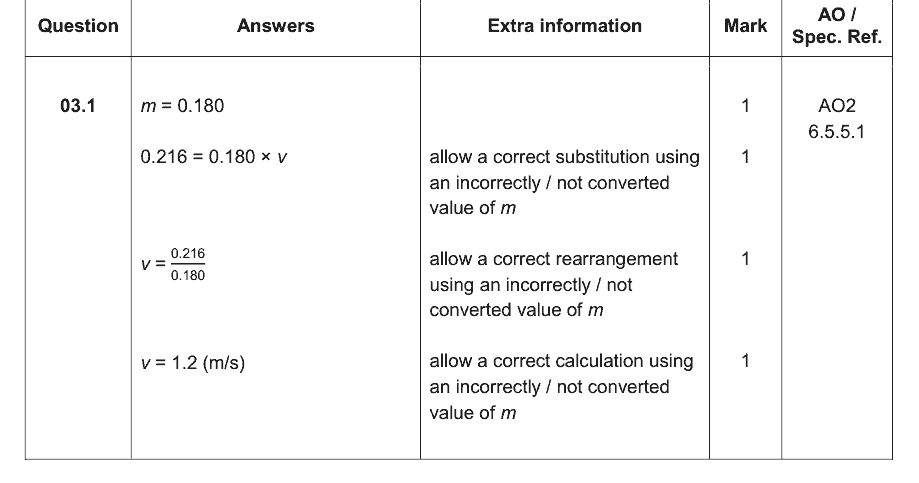 Question Answers Extra information Mark AO /
Spec. Ref.
03.1 m = 0.180 1 AO2
6.5.5.1
0.216 = 0.180 × v allow a correct substitution using 1
an incorrectly / not converted
value of m
v = 0.216/0.180 allow a correct rearrangement 1
using an incorrectly / not
converted value of m
v = 1.2 (m/s) allow a correct calculation using 1
an incorrectly / not converted
value of m